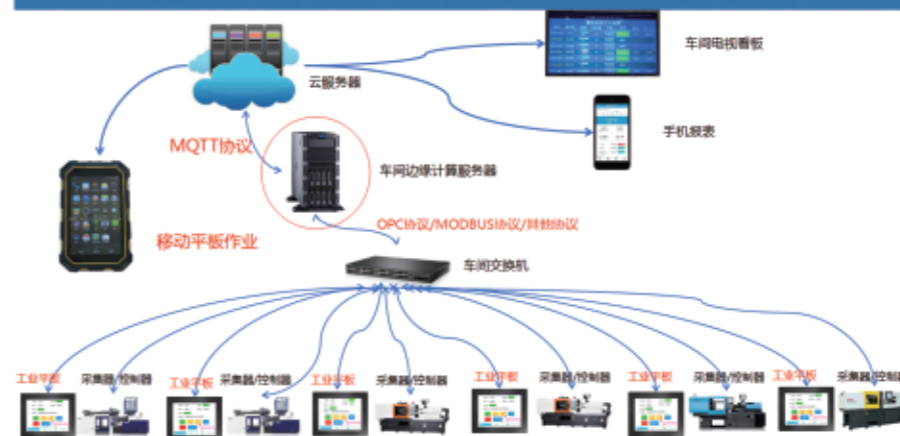 车间电视看板
云服务器
手机报表
MQTT协议
车间边缘计算服务器
OPC协议/MODBUS协议/其他协议
移动平板作业
车间交换机
工业平板
采集器/控制器
工业平板
采集器/控制器
工业平板
采集器/控制器
工业平板
采集器/控制器
工业平板
采集器/控制器
工业平板
采集器/控制